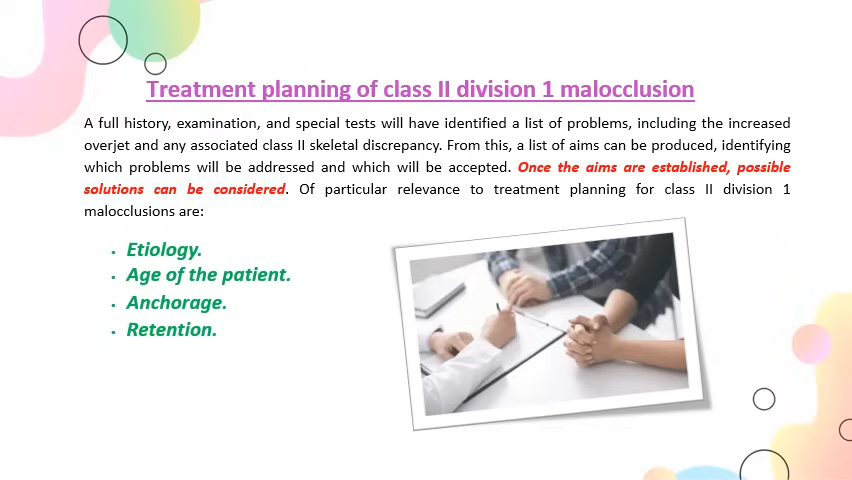 Treatment planning of class II division 1 malocclusion
A full history, examination, and special tests will have identified a list of problems, including the increased
overjet and any associated class II skeletal discrepancy. From this, a list of aims can be produced, identifying
which problems will be addressed and which will be accepted. Once the aims are established, possible
solutions can be considered. Of particular relevance to treatment planning for class II division 1
malocclusions are:
• Etiology.
• Age of the patient.
• Anchorage.
• Retention.